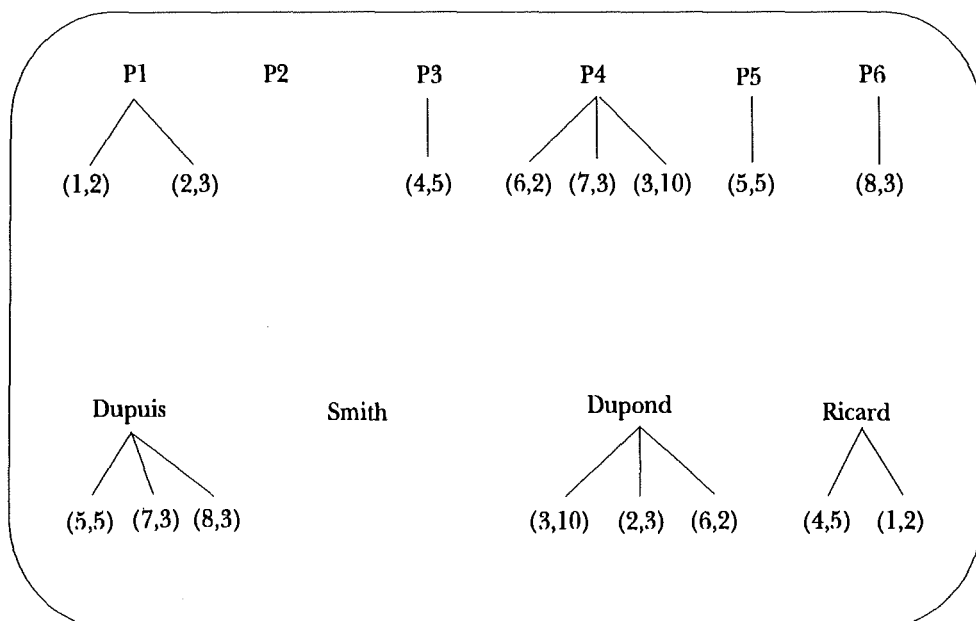 P1 P2 P3 P4 P5 P6
(1,2) (2,3) (4,5) (6,2) (7,3) (3,10) (5,5) (8,3)
Dupuis Smith Dupond Ricard
(5,5) (7,3) (8,3) (3,10) (2,3) (6,2) (4,5) (1,2)